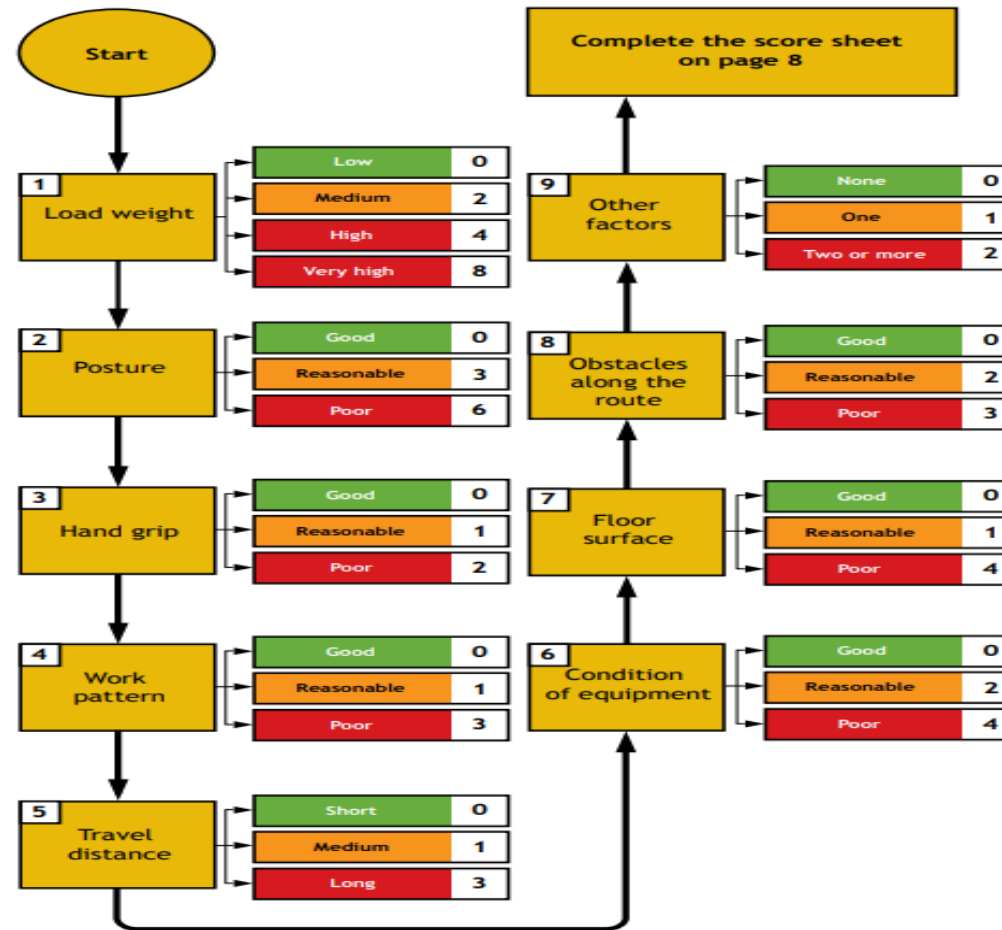 Start
1
Load weight
Low 0
Medium 2
High 4
Very high 8
2
Posture
Good 0
Reasonable 3
Poor 6
3
Hand grip
Good 0
Reasonable 1
Poor 2
4
Work
pattern
Good 0
Reasonable 1
Poor 3
5
Travel
distance
Short 0
Medium 1
Long 3
6
Condition
of equipment
Good 0
Reasonable 2
Poor 4
7
Floor
surface
Good 0
Reasonable 1
Poor 4
8
Obstacles
along the
route
Good 0
Reasonable 2
Poor 3
9
Other
factors
None 0
One 1
Two or more 2
Complete the score sheet
on page 8